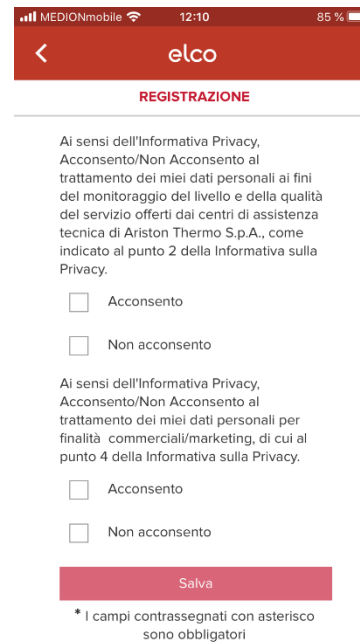 MEDIONmobile 12:10 85 %
elco
REGISTRAZIONE
Ai sensi dell'Informativa Privacy,
Acconsento/Non Acconsento al
trattamento dei miei dati personali ai fini
del monitoraggio del livello e della qualità
del servizio offerti dai centri di assistenza
tecnica di Ariston Thermo S.p.A., come
indicato al punto 2 della Informativa sulla
Privacy.
Acconsento
Non acconsento
Ai sensi dell'Informativa Privacy,
Acconsento/Non Acconsento al
trattamento dei miei dati personali per
finalità commerciali/marketing, di cui al
punto 4 della Informativa sulla Privacy.
Acconsento
Non acconsento
Salva
* I campi contrassegnati con asterisco
sono obbligatori